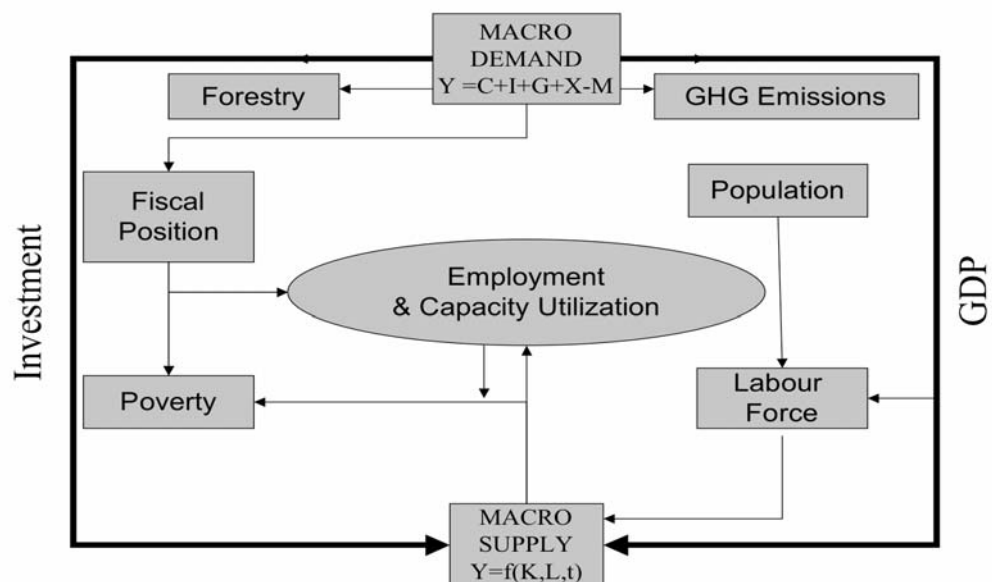 MACRO
DEMAND
Y =C+I+G+X-M
Forestry
GHG Emissions
Fiscal
Position
Population
Investment
Employment
& Capacity Utilization
GDP
Poverty
Labour
Force
MACRO
SUPPLY
Y=f(K,L,t)